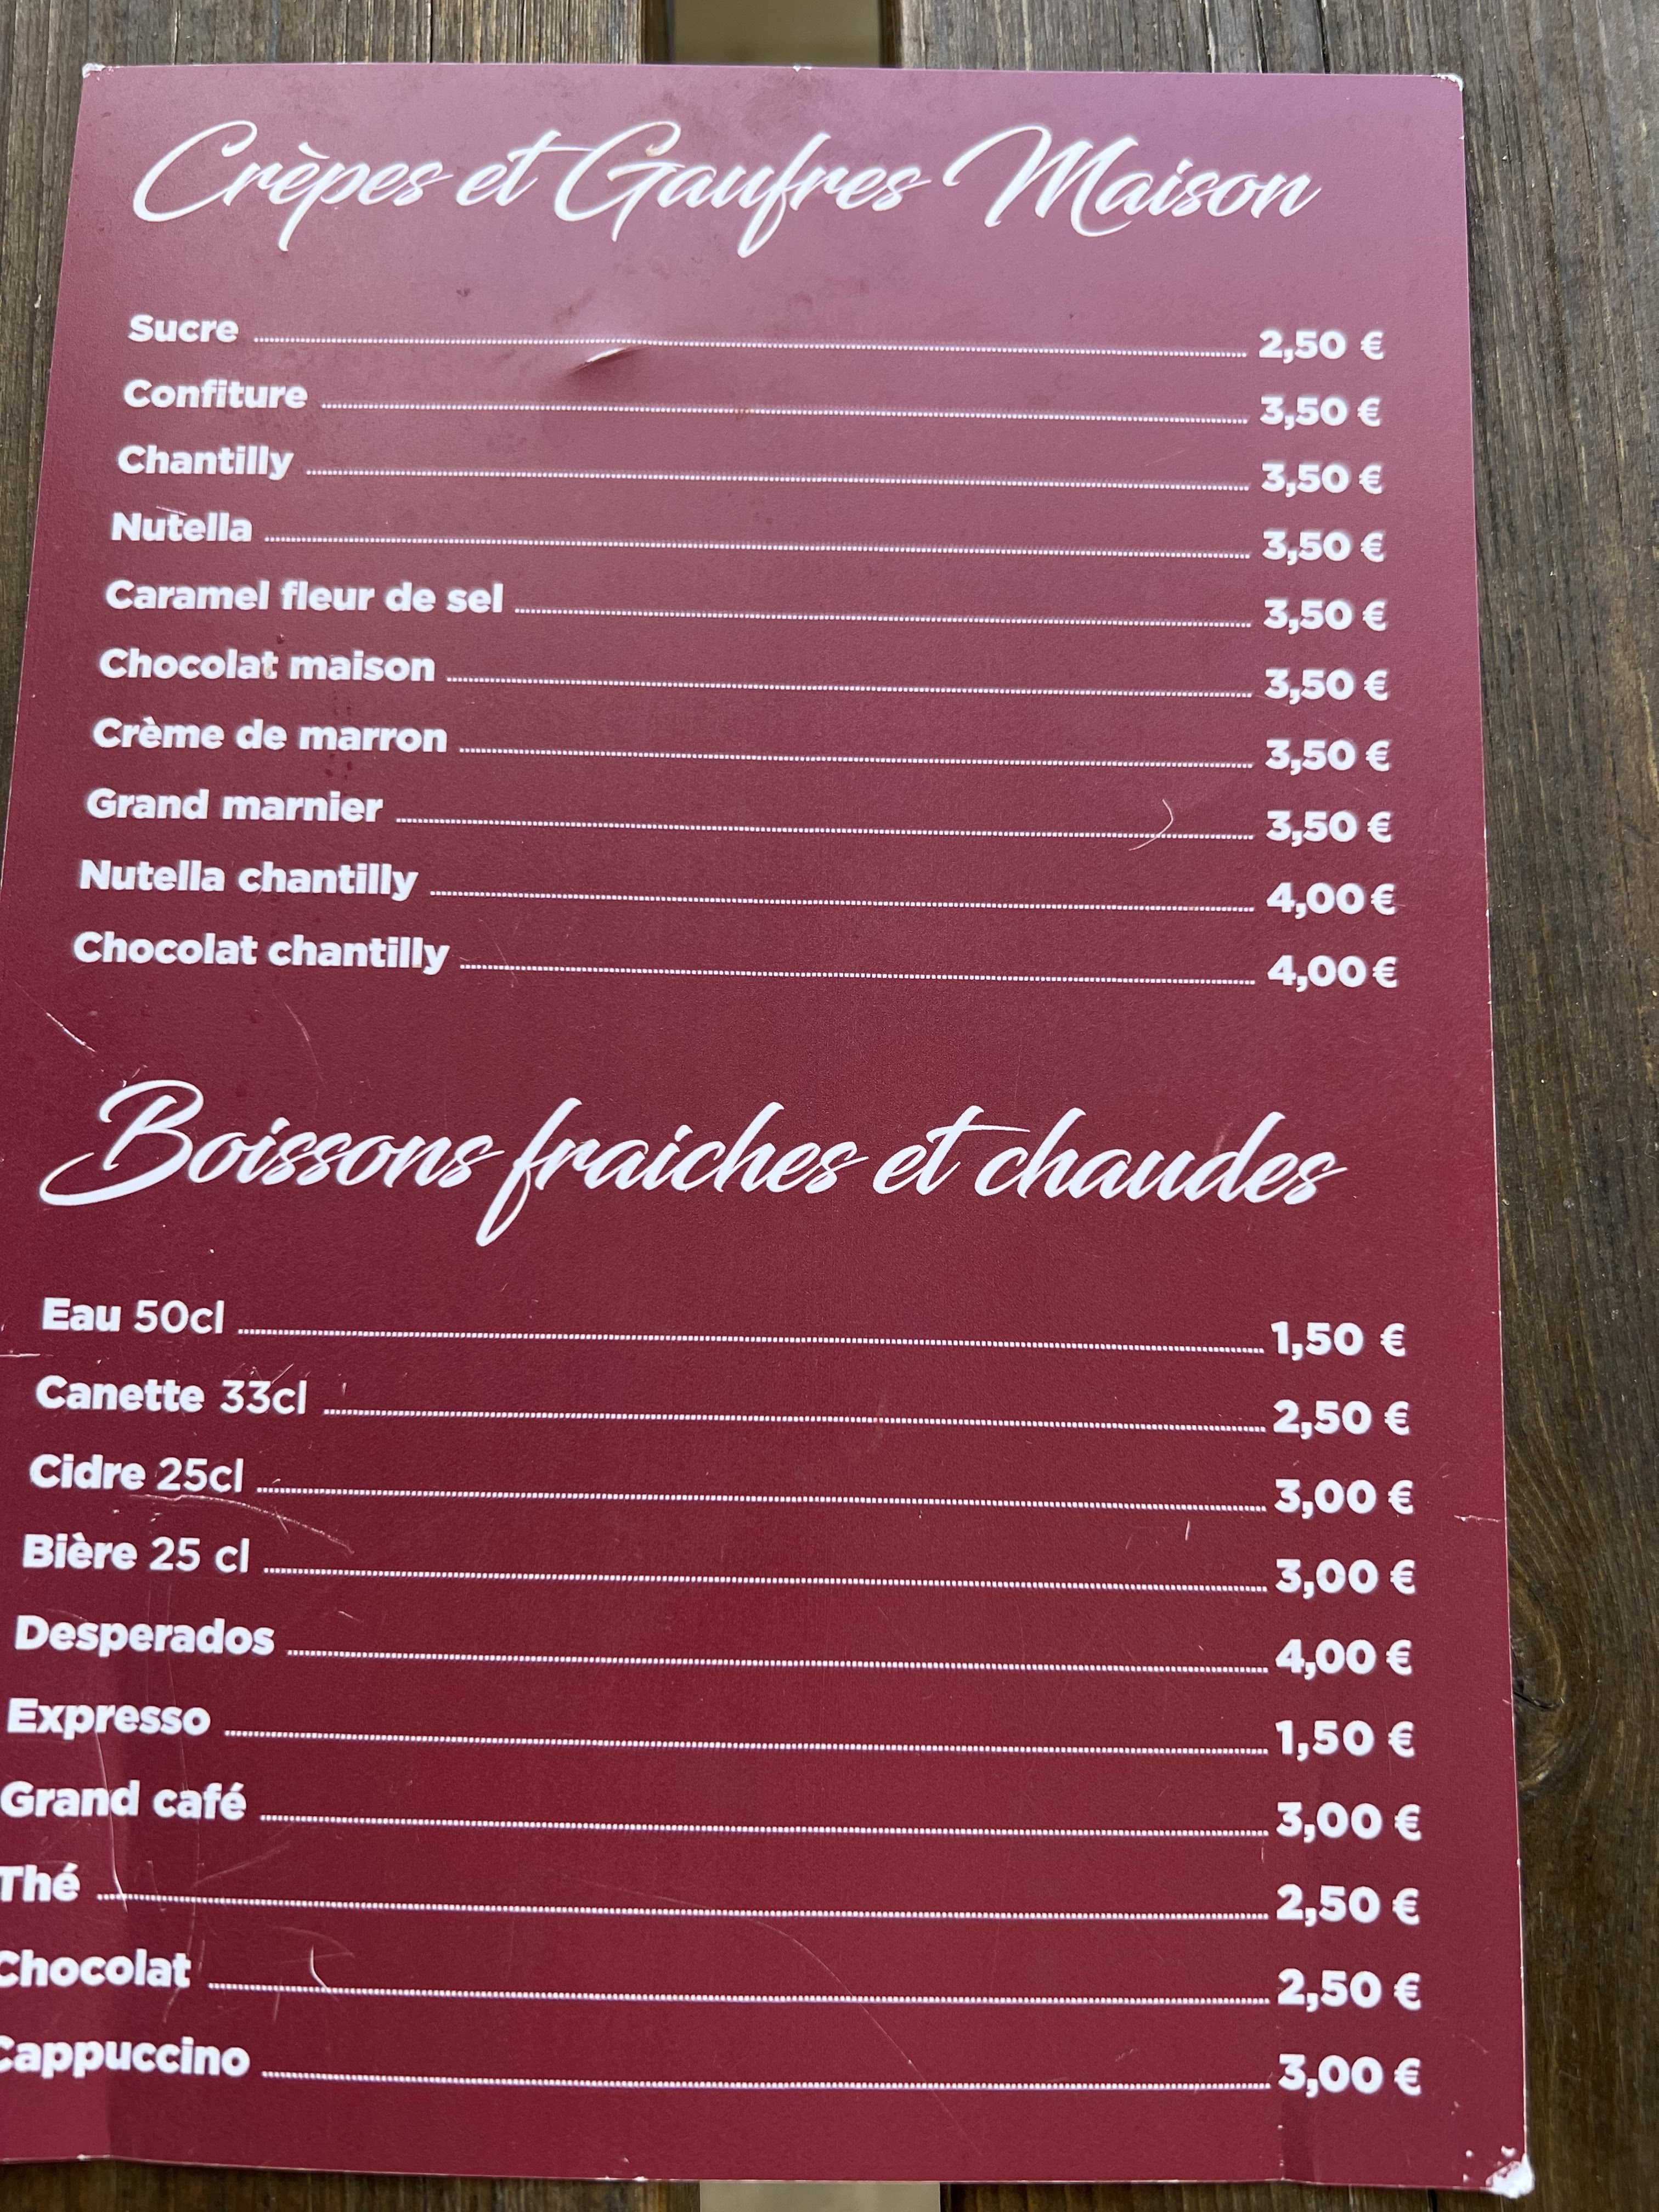 Crèpes et Gaufres Maison
Sucre 2,50 €
Confiture 3,50 €
Chantilly 3,50 €
Nutella 3,50 €
Caramel fleur de sel 3,50 €
Chocolat maison 3,50 €
Crème de marron 3,50 €
Grand marnier 3,50 €
Nutella chantilly 4,00 €
Chocolat chantilly 4,00 €
Boissons fraiches et chaudes
Eau 50cl 1,50 €
Canette 33cl 2,50 €
Cidre 25cl 3,00 €
Bière 25 cl 3,00 €
Desperados 4,00 €
Expresso 1,50 €
Grand café 3,00 €
Thé 2,50 €
Chocolat 2,50 €
Cappuccino 3,00 €